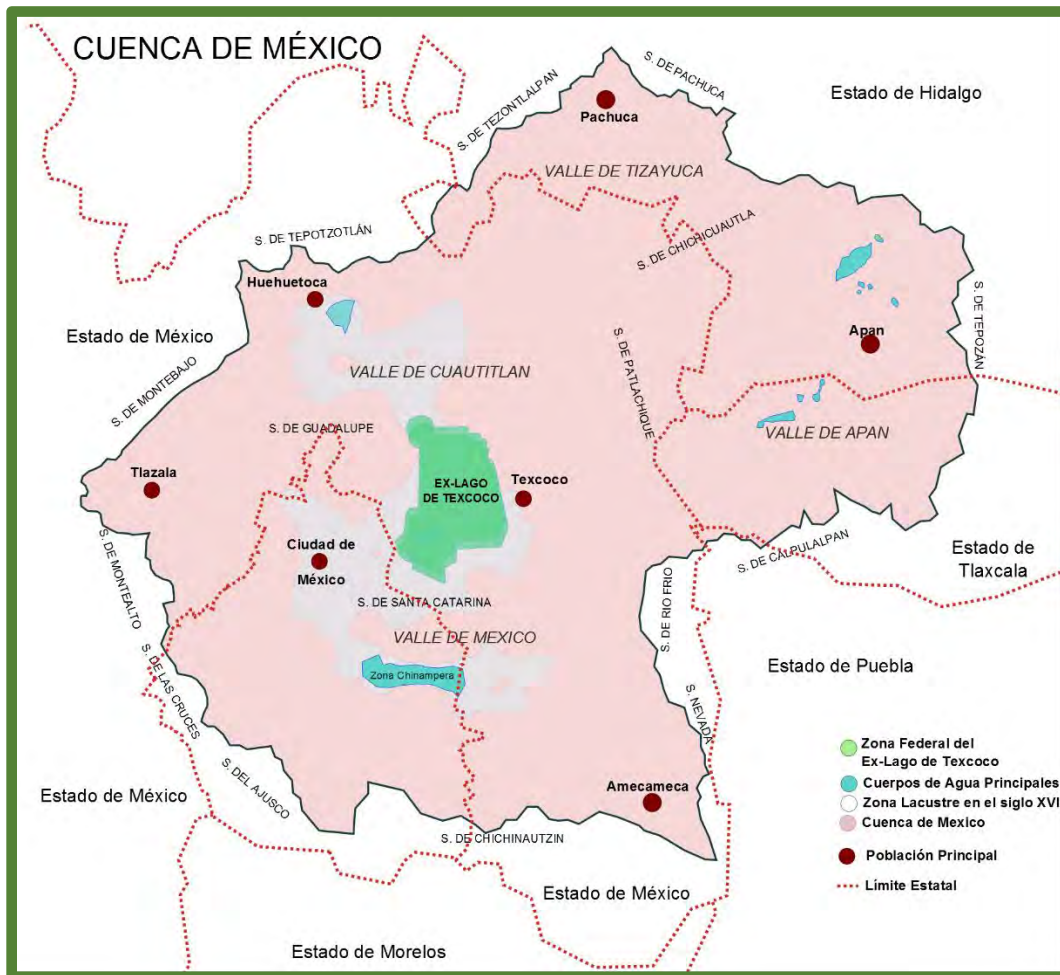 CUENCA DE MÉXICO
S. DE PACHUCA
S. DE TEZONTLALPAN
Estado de Hidalgo
Pachuca
VALLE DE TIZAYUCA
S. DE CHICHICUAUTLA
S. DE TEPOTZOTLÁN
Huehuetoca
S. DE TEPOZÁN
Estado de México
Apan
S. DE PATLACHIQUE
VALLE DE CUAUTITLAN
S. DE MONTEBAJO
S. DE GUADALUPE
VALLE DE APAN
Tlazala
EX-LAGO
DE TEXCOCO
Texcoco
S. DE MONTEALTO
Ciudad de
México
S. DE CALPULALPAN
Estado de
Tlaxcala
S. DE RIO FRIO
S. DE SANTA CATARINA
VALLE DE MEXICO
S. DE LAS CRUCES
Zona Chinampera
Estado de Puebla
S. NEVADA
Zona Federal del
Ex-Lago de Texcoco
Cuerpos de Agua Principales
Zona Lacustre en el siglo XVI
Cuenca de Mexico
Población Principal
Límite Estatal
Estado de México
S. DEL AJUSCO
Amecameca
S. DE CHICHINAUTZIN
Estado de México
Estado de Morelos